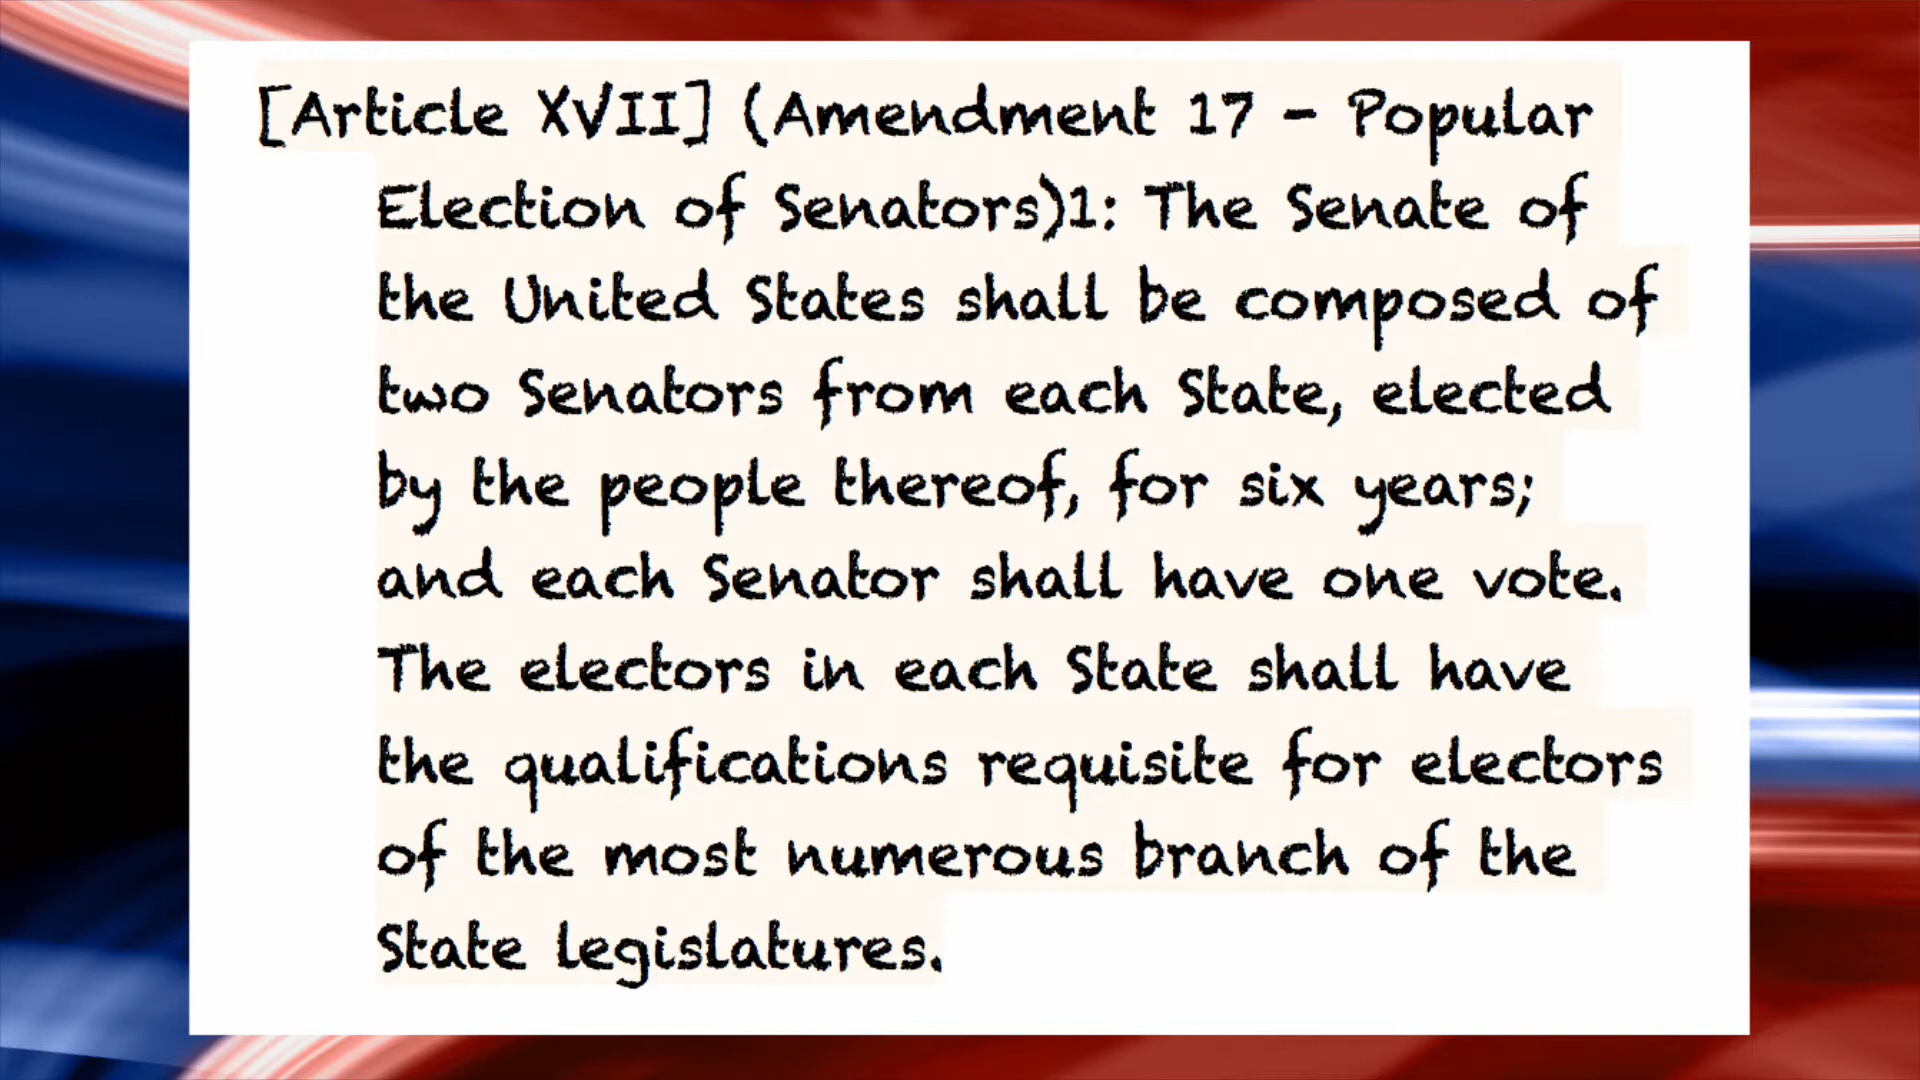 [Article XVII] (Amendment 17 - Popular
Election of Senators)1: The Senate of
the United States shall be composed of
two Senators from each State, elected
by the people thereof, for six years;
and each Senator shall have one vote.
The electors in each State shall have
the qualifications requisite for electors
of the most numerous branch of the
State legislatures.